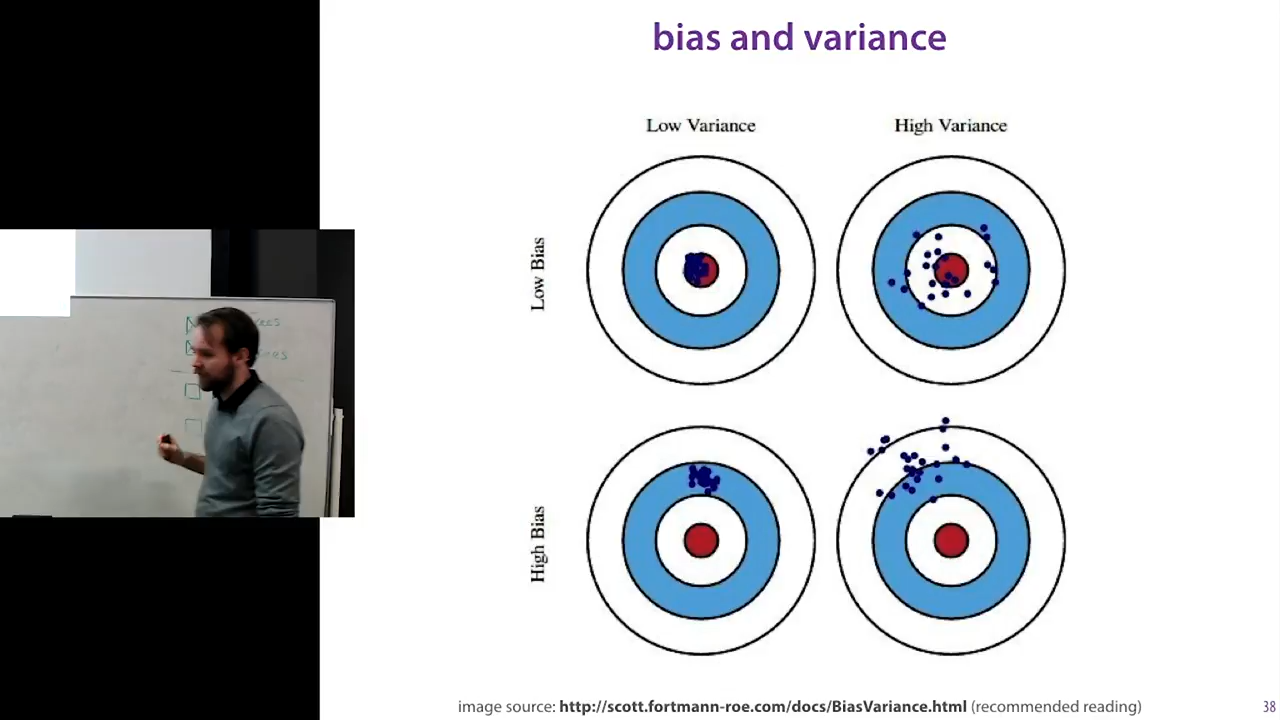 bias and variance
Low Variance
High Variance
Low Bias
High Bias
image source: http://scott.fortmann-roe.com/docs/BiasVariance.html (recommended reading)
38